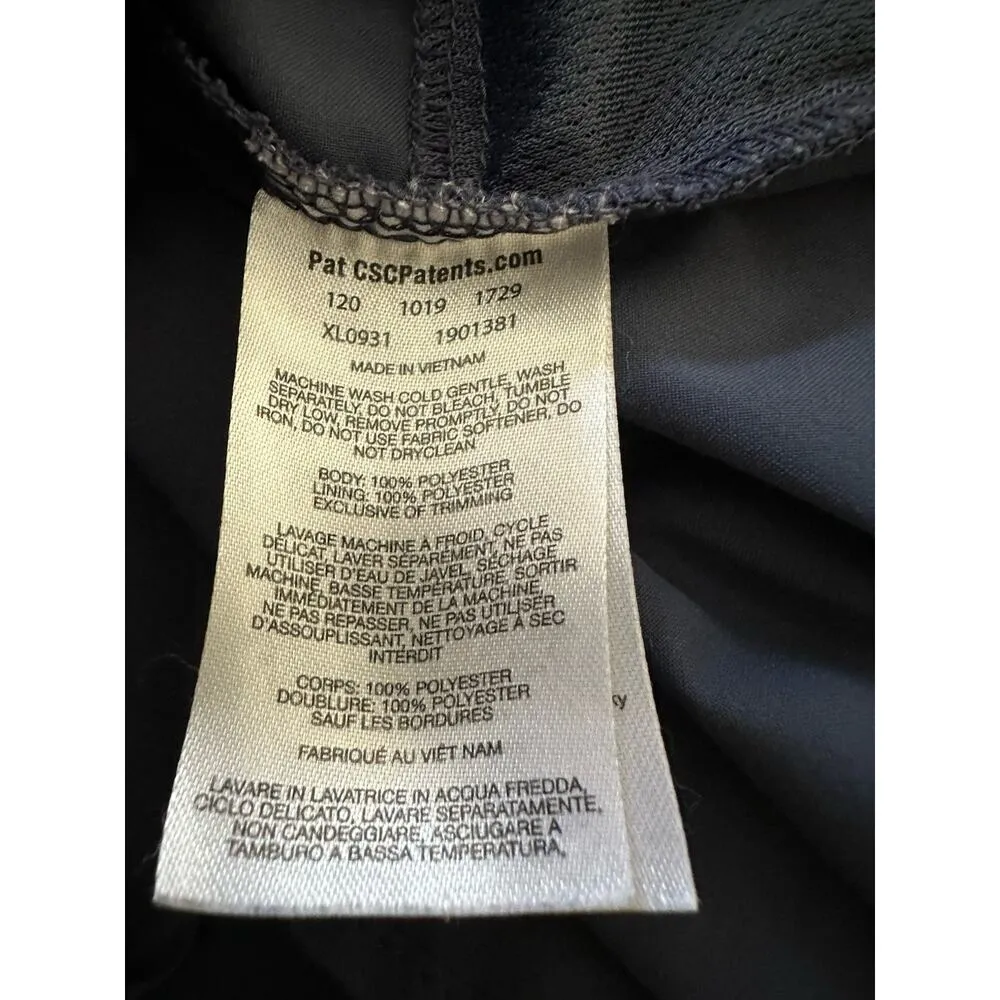 Pat CSCPatents.com
120 1019 1729
XL0931 1901381
MADE IN VIETNAM
MACHINE WASH COLD GENTLE, WASH
SEPARATELY, DO NOT BLEACH, TUMBLE
DRY LOW, REMOVE PROMPTLY, DO NOT
IRON, DO NOT USE FABRIC SOFTENER, DO
NOT DRYCLEAN
BODY: 100% POLYESTER
LINING: 100% POLYESTER
EXCLUSIVE OF TRIMMING
LAVAGE MACHINE A FROID, CYCLE
DÉLICAT, LAVER SÉPARÉMENT, NE PAS
UTILISER D'EAU DE JAVEL, SÉCHAGE
MACHINE, BASSE TEMPÉRATURE, SORTIR
IMMÉDIATEMENT DE LA MACHINE,
NE PAS REPASSER, NE PAS UTILISER
D'ASSOUPLISSANT, NETTOYAGE À SEC
INTERDIT
CORPS: 100% POLYESTER
DOUBLURE: 100% POLYESTER
SAUF LES BORDURES
FABRIQUÉ AU VIÊT NAM
LAVARE IN LAVATRICE IN ACQUA FREDDA,
CICLO DELICATO, LAVARE SEPARATAMENTE,
NON CANDEGGIARE, ASCIUGARE A
TAMBURO A BASSA TEMPERATURA,
ky